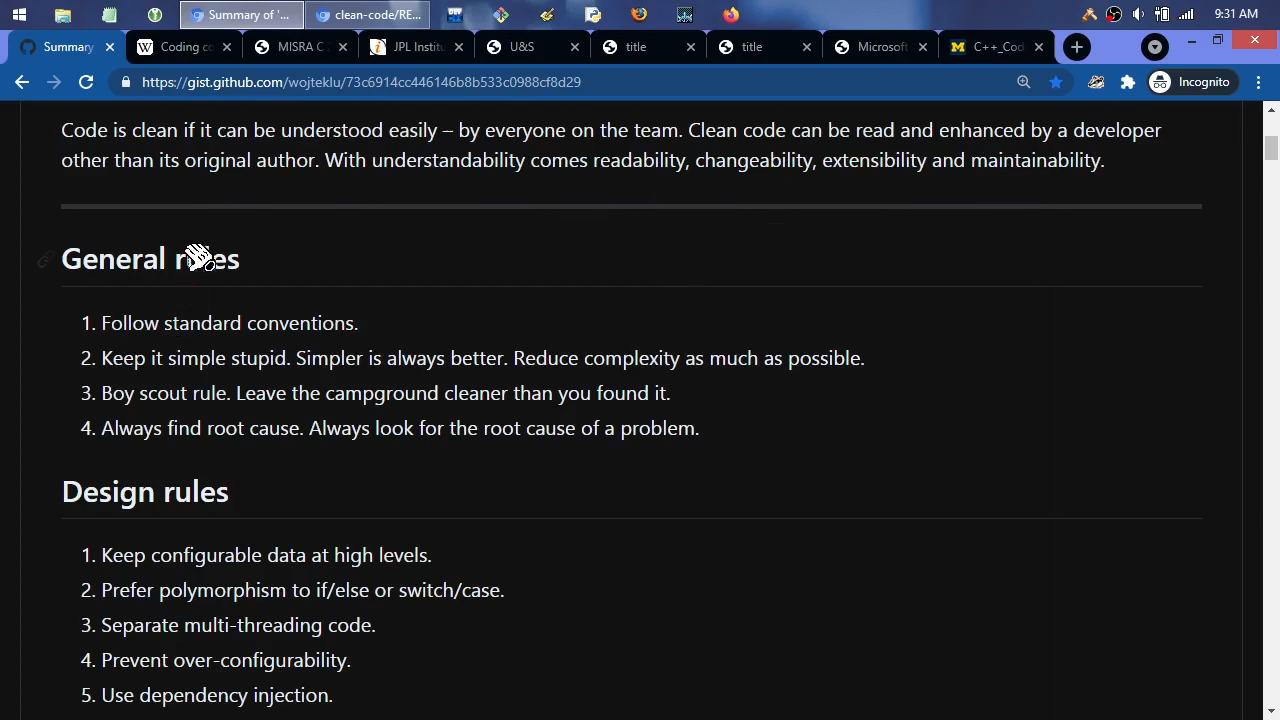 Summary of '...
clean-code/RE...
9:31 AM
Summary
Coding co
MISRA C 2
JPL Institu
U&S
title
title
Microsoft
C++_Cod
https://gist.github.com/wojteklu/73c6914cc446146b8b533c0988cf8d29
Incognito
Code is clean if it can be understood easily – by everyone on the team. Clean code can be read and enhanced by a developer
other than its original author. With understandability comes readability, changeability, extensibility and maintainability.
General rules
1. Follow standard conventions.
2. Keep it simple stupid. Simpler is always better. Reduce complexity as much as possible.
3. Boy scout rule. Leave the campground cleaner than you found it.
4. Always find root cause. Always look for the root cause of a problem.
Design rules
1. Keep configurable data at high levels.
2. Prefer polymorphism to if/else or switch/case.
3. Separate multi-threading code.
4. Prevent over-configurability.
5. Use dependency injection.